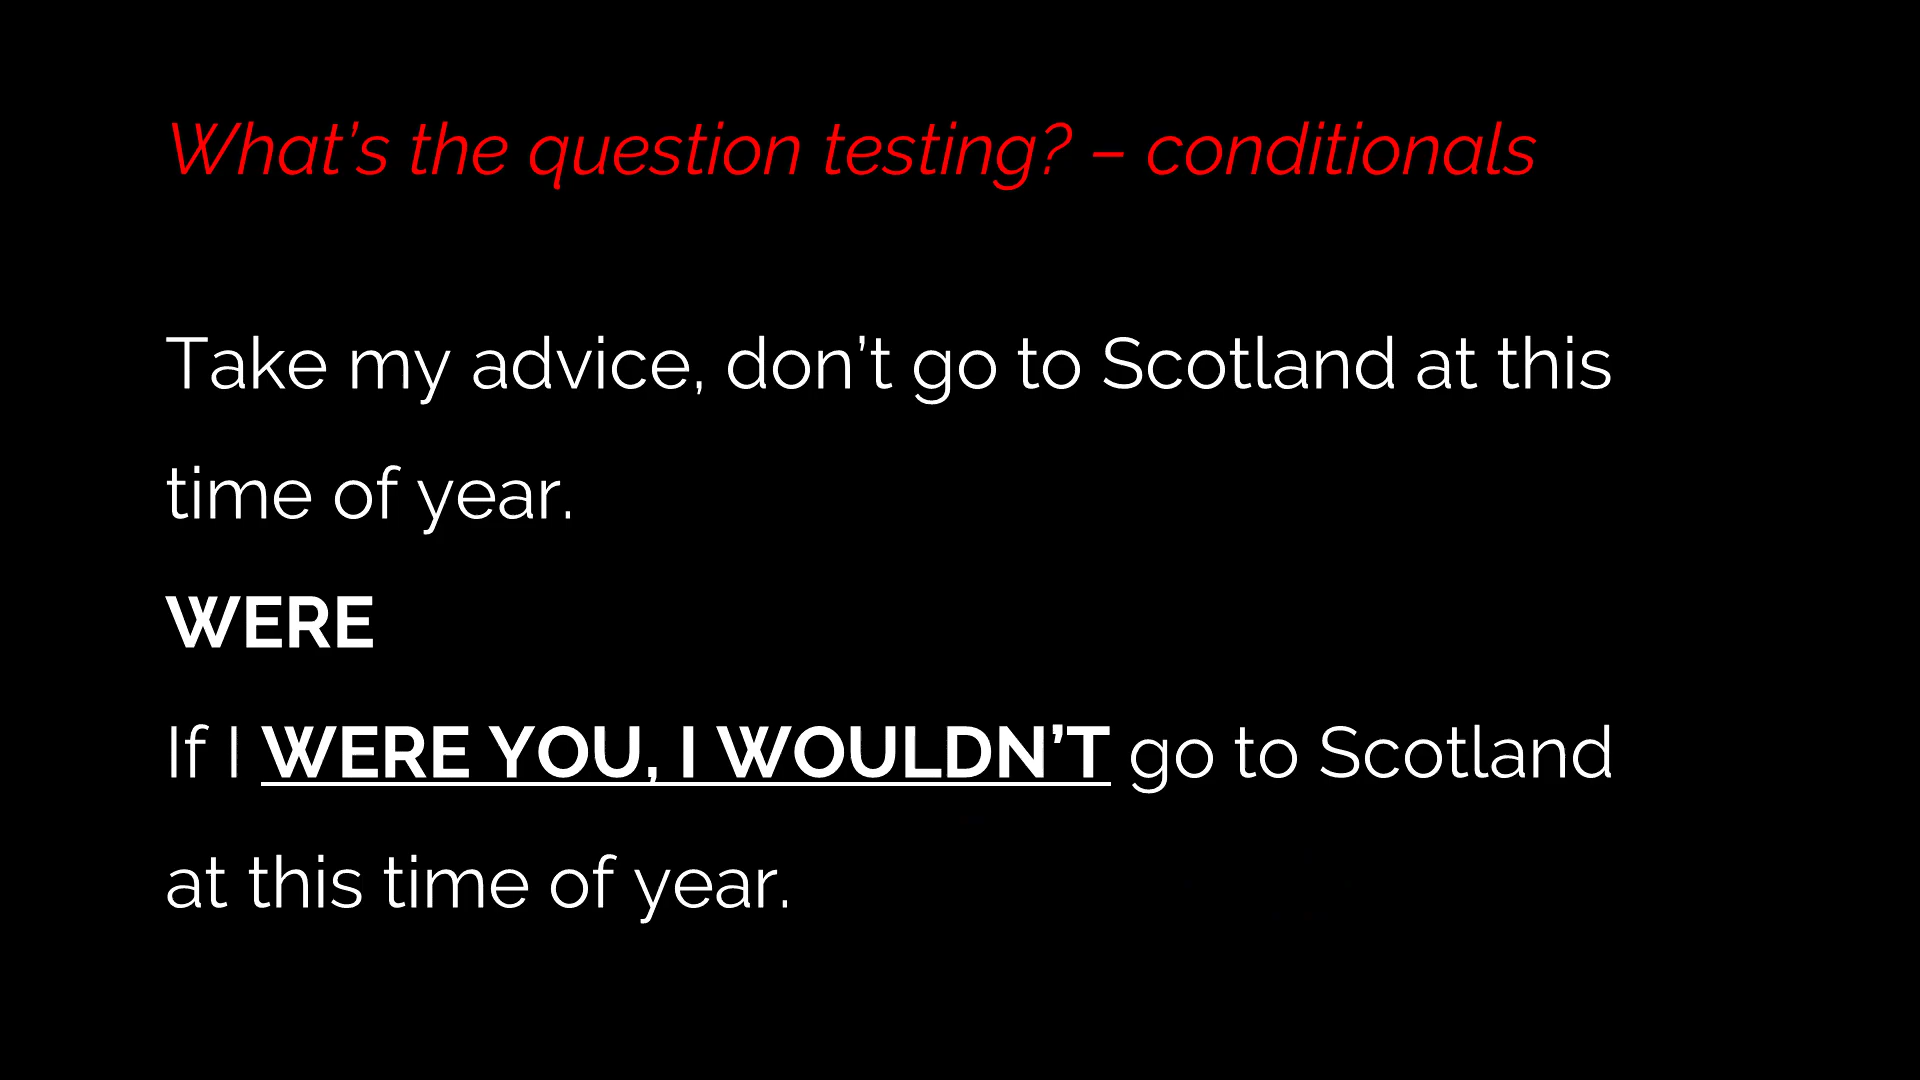 What’s the question testing? – conditionals
Take my advice, don’t go to Scotland at this
time of year.
WERE
If I WERE YOU, I WOULDN’T go to Scotland
at this time of year.